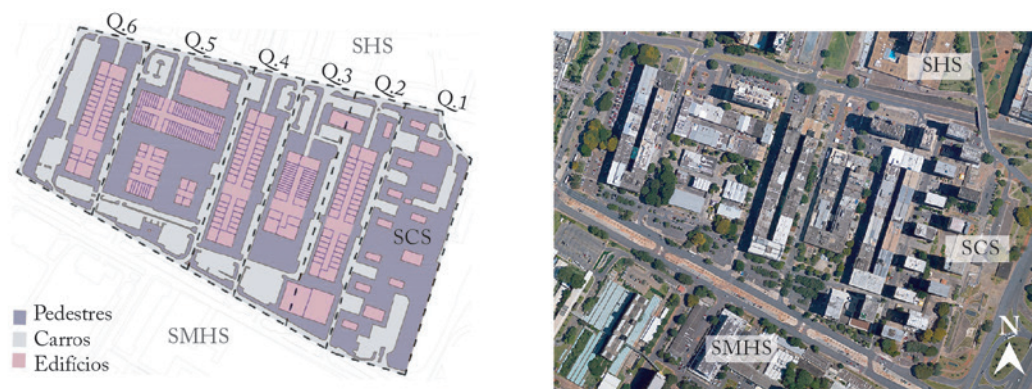 Q.6
Q.5
Q.4
Q.3
Q.2
Q.1
SHS
SCS
SMHS
Pedestres
Carros
Edifícios
SHS
SCS
SMHS
N